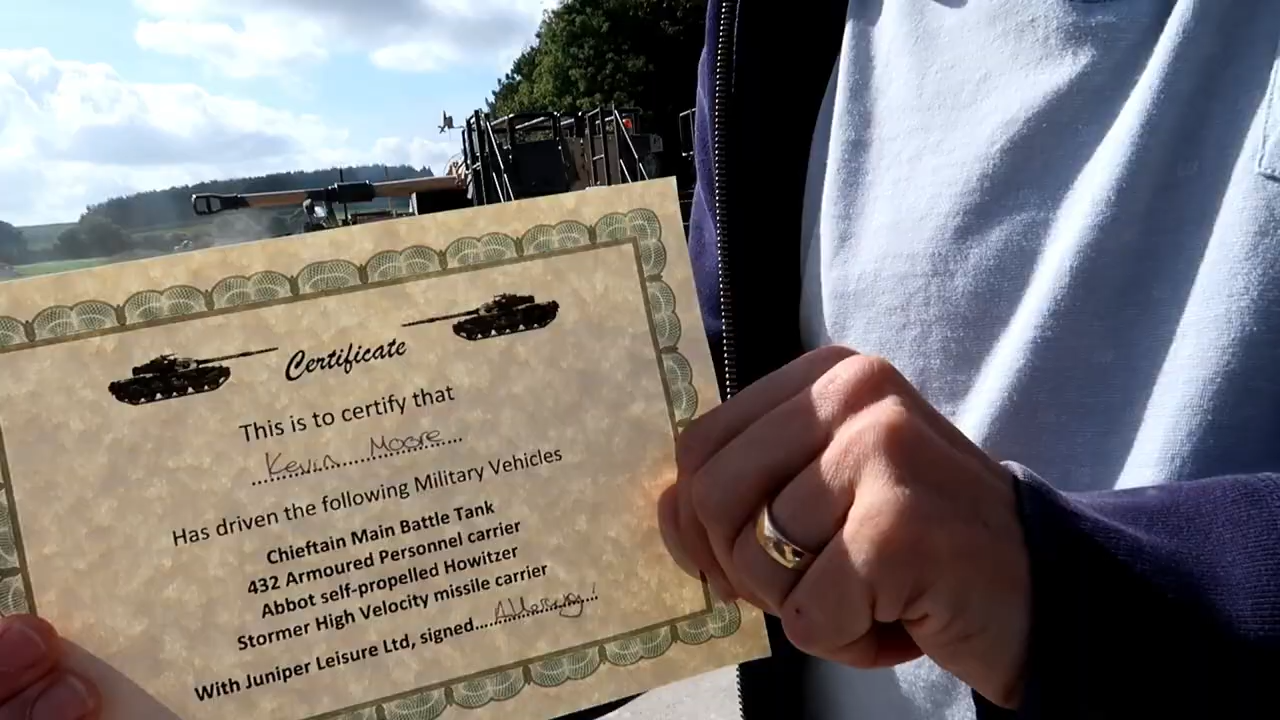 Certificate
This is to certify that
Kevin Moore
Has driven the following Military Vehicles
Chieftain Main Battle Tank
432 Armoured Personnel carrier
Abbot self-propelled Howitzer
Stormer High Velocity missile carrier
With Juniper Leisure Ltd, signed